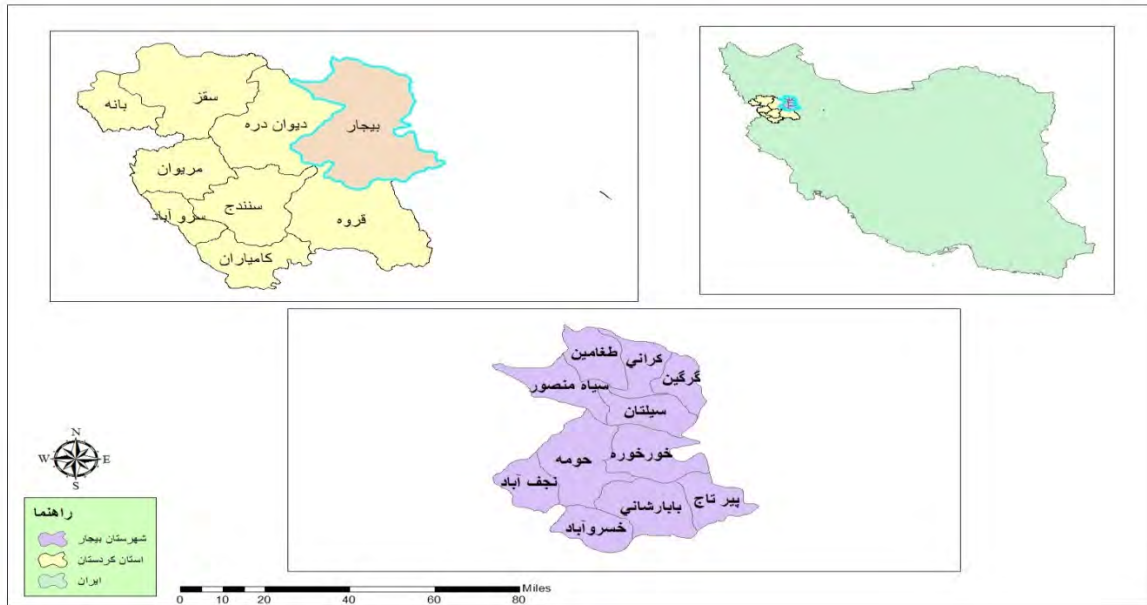 سقز
بانه
دیوان دره
بیجار
مریوان
سنندج
سرو آباد
قروه
کامیاران
طغامین
كراني
گرگین
سیاه منصور
سیلتان
خورخوره
حومه
نجف آباد
پیر تاج
بابارشاني
خسروآباد
N
W
E
S
راهنما
شهرستان بیجار
استان کردستان
ایران
Miles
0 10 20 40 60 80